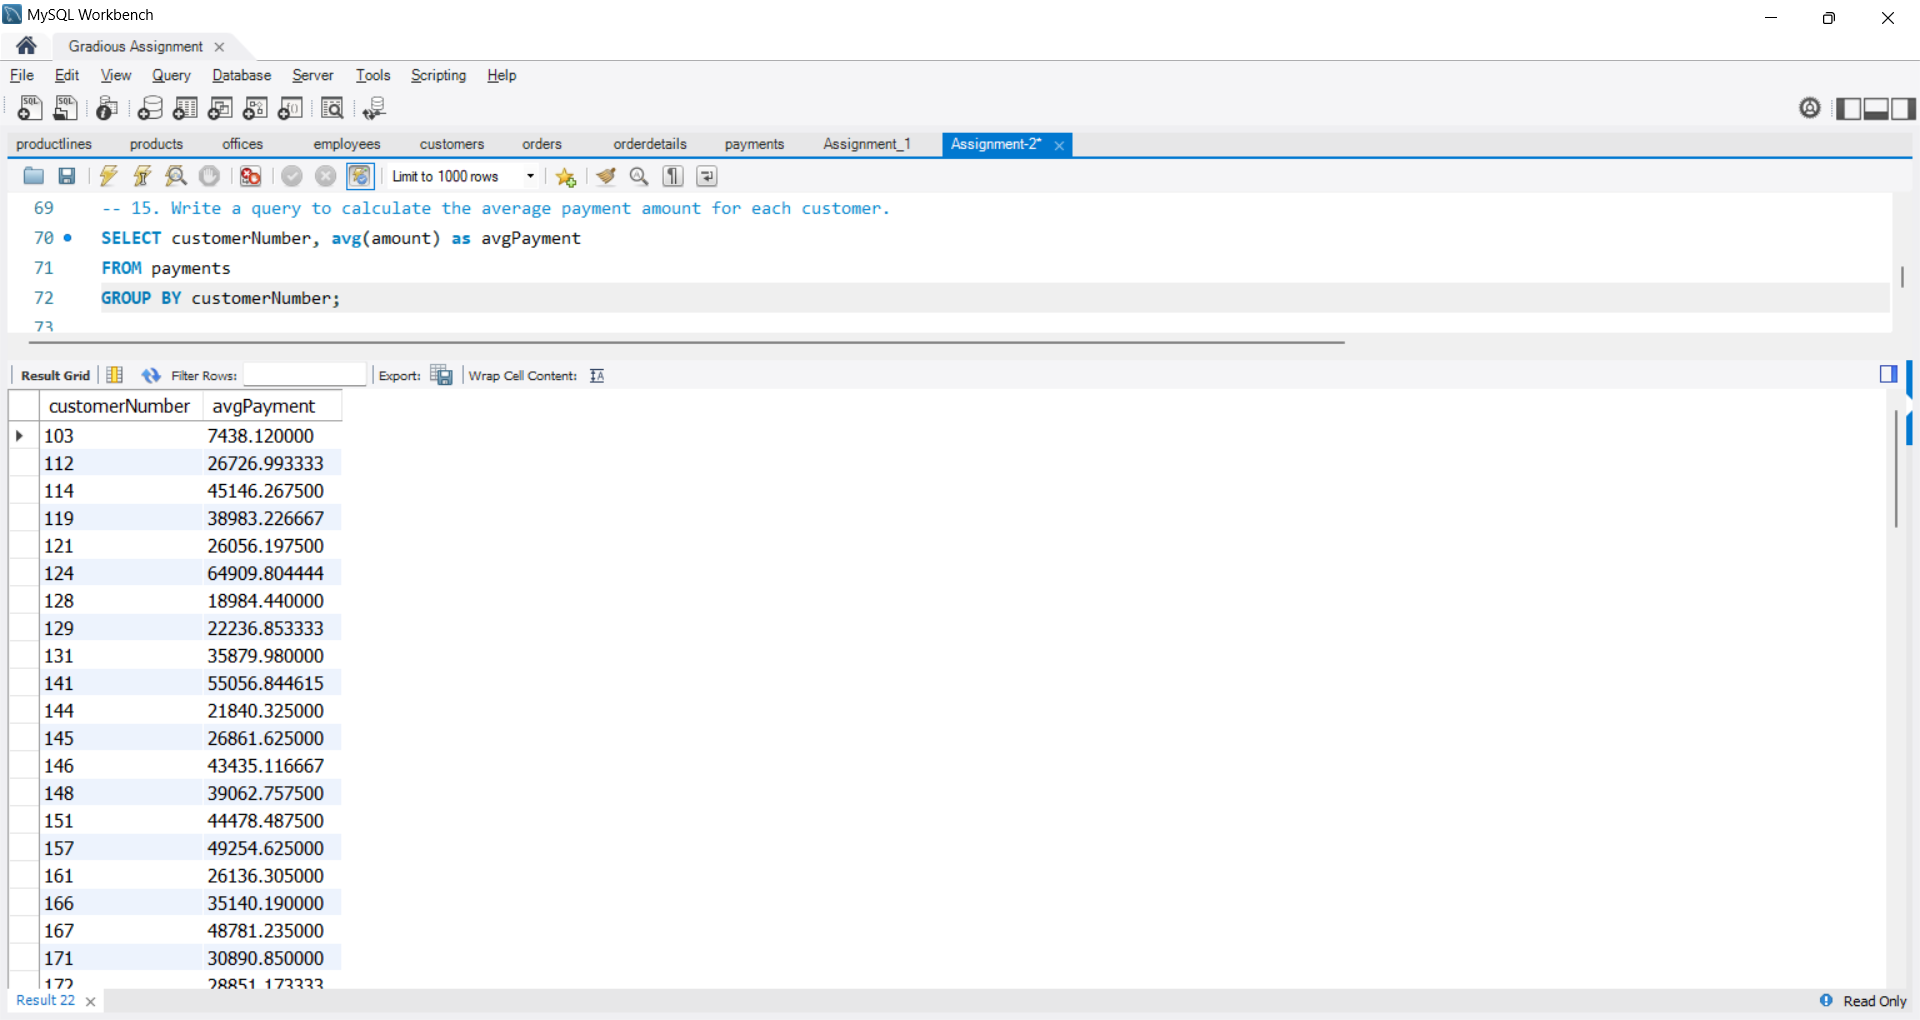 MySQL Workbench
Gradious Assignment
File Edit View Query Database Server Tools Scripting Help
productlines products offices employees customers orders orderdetails payments Assignment_1 Assignment-2*
Limit to 1000 rows
69 -- 15. Write a query to calculate the average payment amount for each customer.
70 SELECT customerNumber, avg(amount) as avgPayment
71 FROM payments
72 GROUP BY customerNumber;
73
Result Grid Filter Rows: Export: Wrap Cell Content:
customerNumber avgPayment
103 7438.120000
112 26726.993333
114 45146.267500
119 38983.226667
121 26056.197500
124 64909.804444
128 18984.440000
129 22236.853333
131 35879.980000
141 55056.844615
144 21840.325000
145 26861.625000
146 43435.116667
148 39062.757500
151 44478.487500
157 49254.625000
161 26136.305000
166 35140.190000
167 48781.235000
171 30890.850000
172 28851.173333
Result 22 Read Only